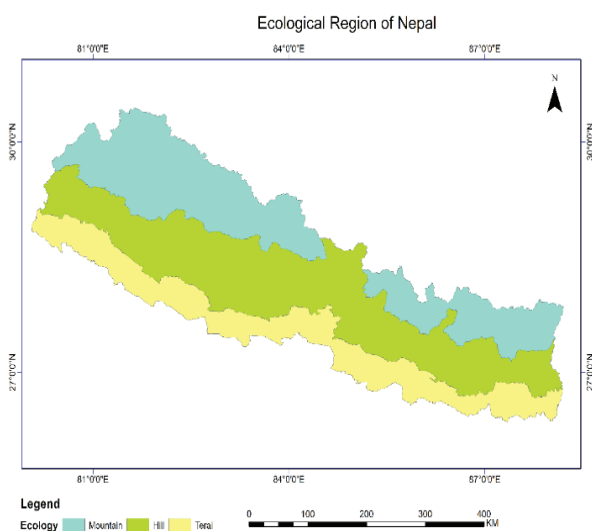 Ecological Region of Nepal
81°0'0"E 84°0'0"E 87°0'0"E
N
30°0'0"N 30°0'0"N
27°0'0"N 27°0'0"N
81°0'0"E 84°0'0"E 87°0'0"E
Legend
Ecology Mountain Hill Terai
0 50 100 200 300 400
KM